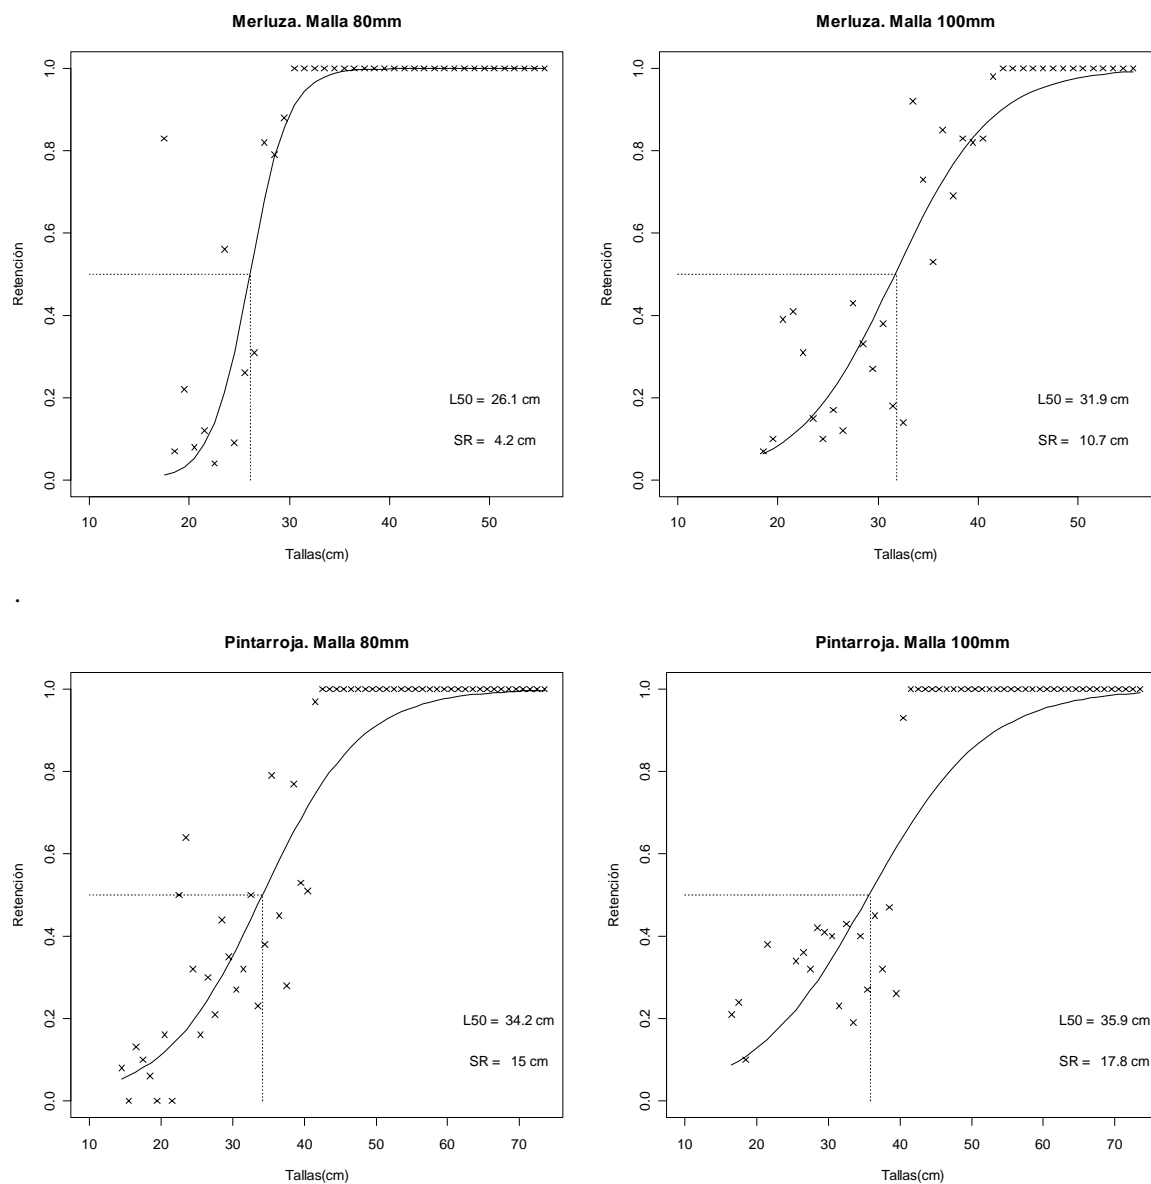 Merluza. Malla 80mm
Retención
0.0 0.2 0.4 0.6 0.8 1.0
L50 = 26.1 cm
SR = 4.2 cm
10 20 30 40 50
Tallas(cm)
Merluza. Malla 100mm
Retención
0.0 0.2 0.4 0.6 0.8 1.0
L50 = 31.9 cm
SR = 10.7 cm
10 20 30 40 50
Tallas(cm)
.
Pintarroja. Malla 80mm
Retención
0.0 0.2 0.4 0.6 0.8 1.0
L50 = 34.2 cm
SR = 15 cm
10 20 30 40 50 60 70
Tallas(cm)
Pintarroja. Malla 100mm
Retención
0.0 0.2 0.4 0.6 0.8 1.0
L50 = 35.9 cm
SR = 17.8 cm
10 20 30 40 50 60 70
Tallas(cm)